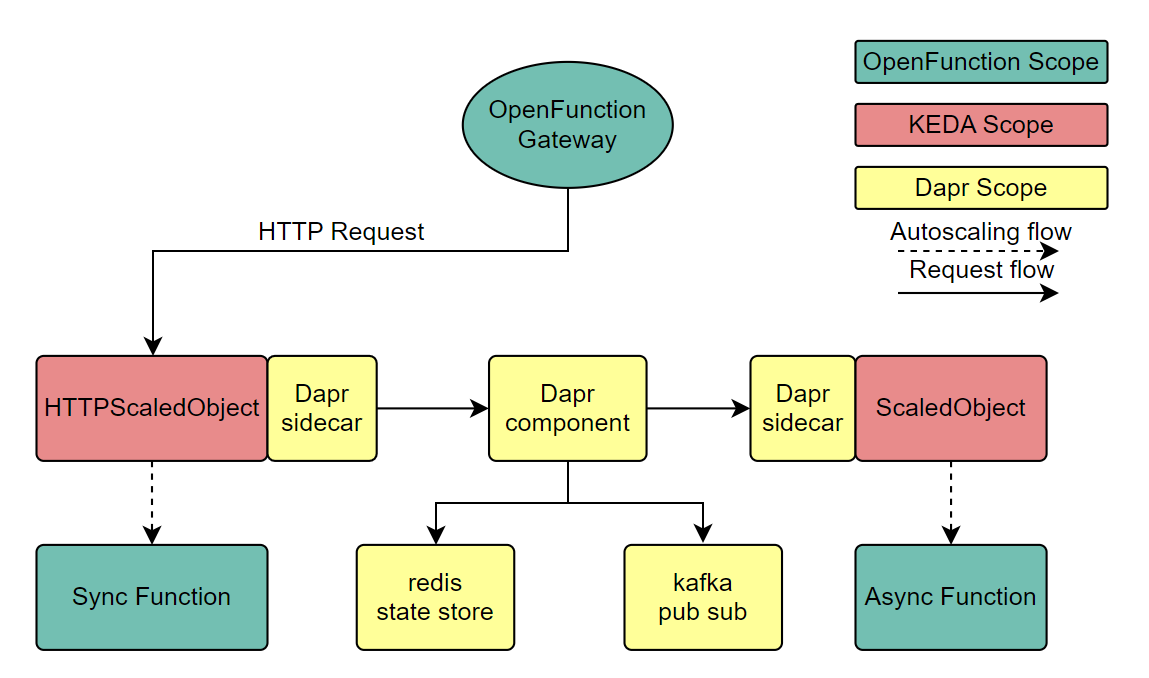 OpenFunction
Gateway
OpenFunction Scope
KEDA Scope
Dapr Scope
Autoscaling flow
Request flow
HTTP Request
HTTPScaledObject
Dapr
sidecar
Dapr
component
Dapr
sidecar
ScaledObject
Sync Function
redis
state store
kafka
pub sub
Async Function